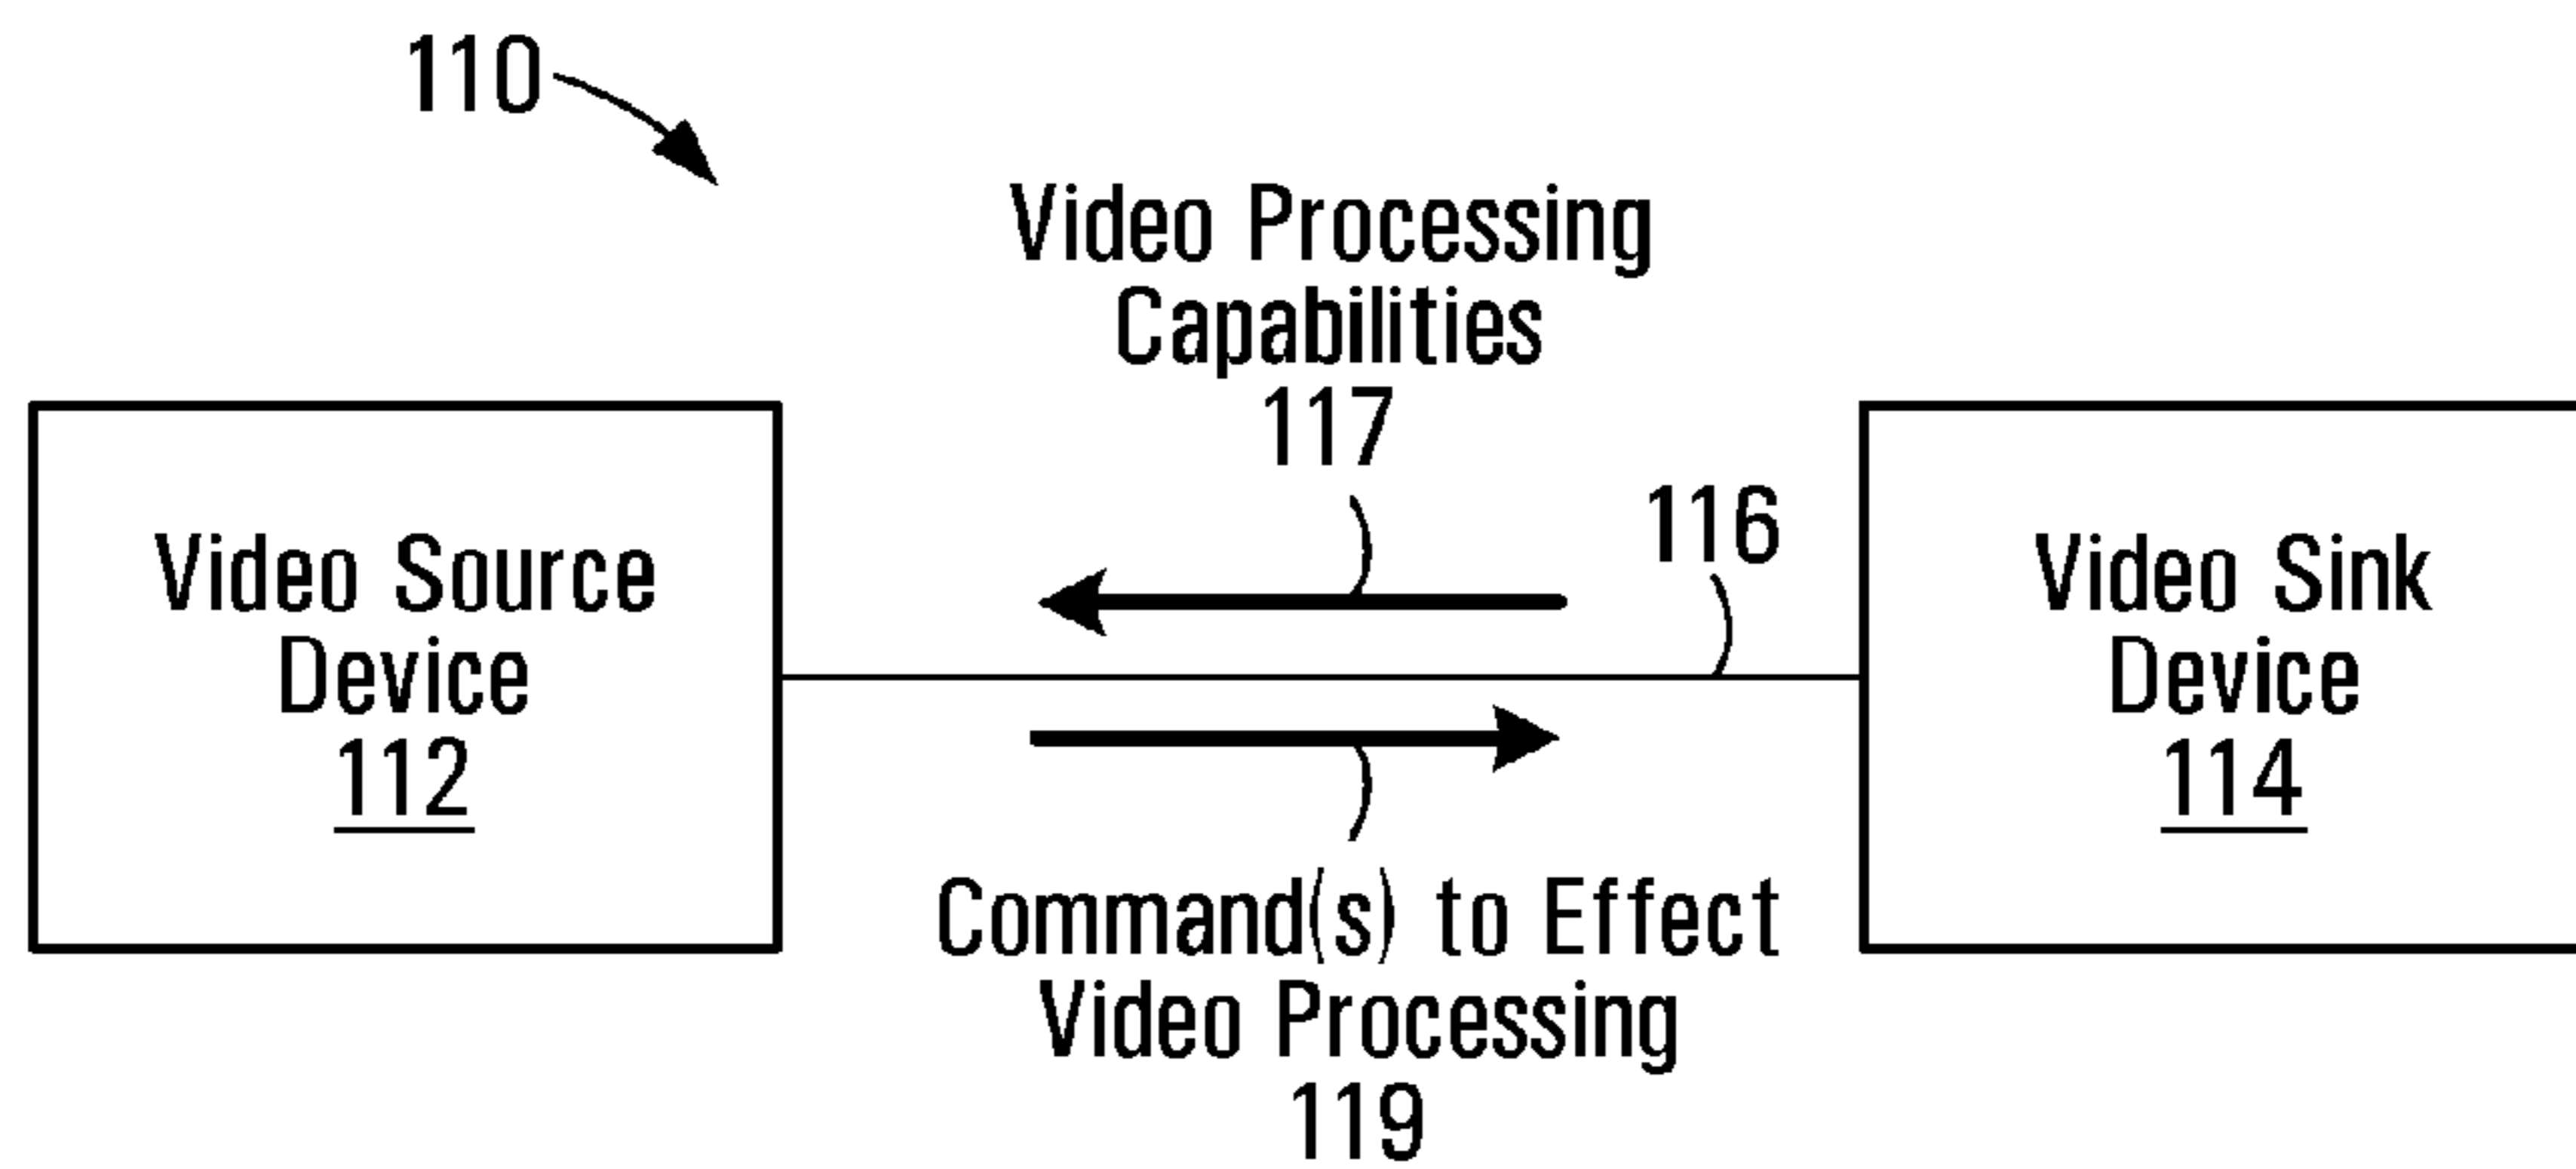 110
Video Processing
Capabilities
117
116
Video Source
Device
112
Video Sink
Device
114
Command(s) to Effect
Video Processing
119